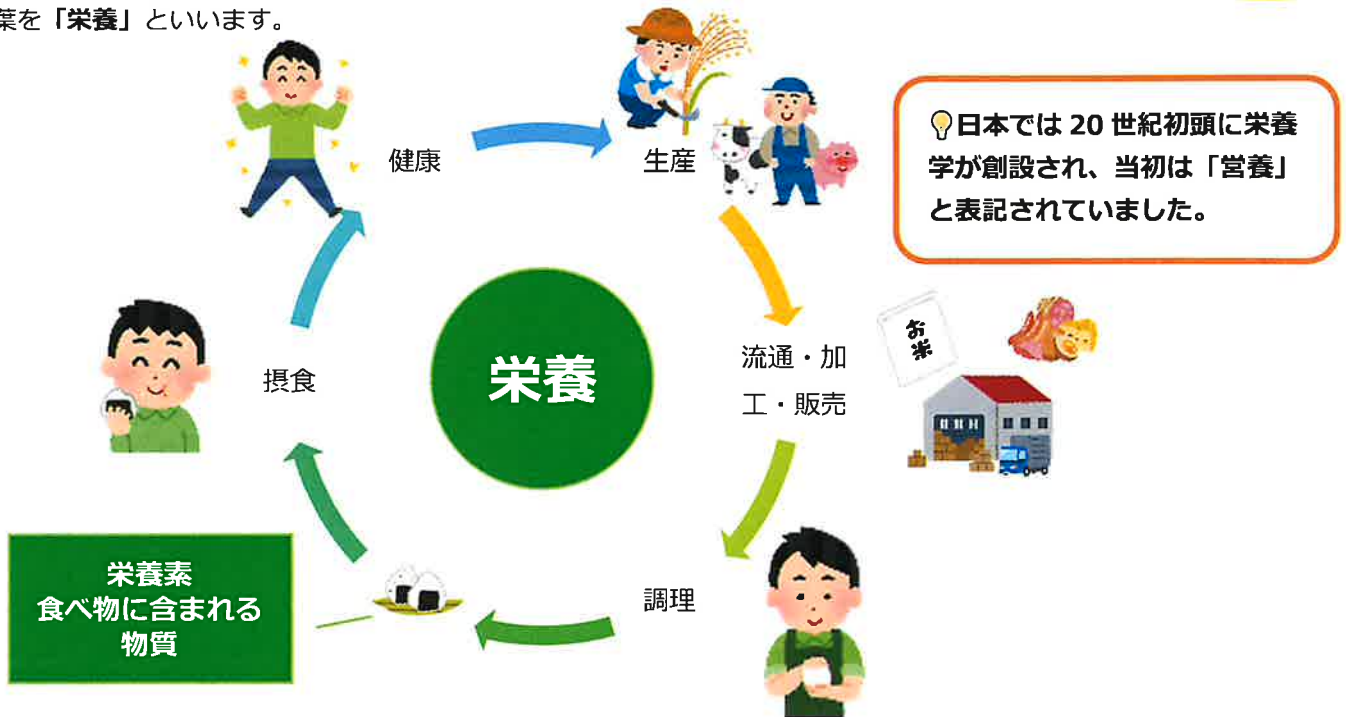 葉を「栄養」といいます。
健康
生産
日本では 20 世紀初頭に栄養
学が創設され、当初は「営養」
と表記されていました。
お米
流通・加
工・販売
栄養
摂食
調理
栄養素
食べ物に含まれる
物質